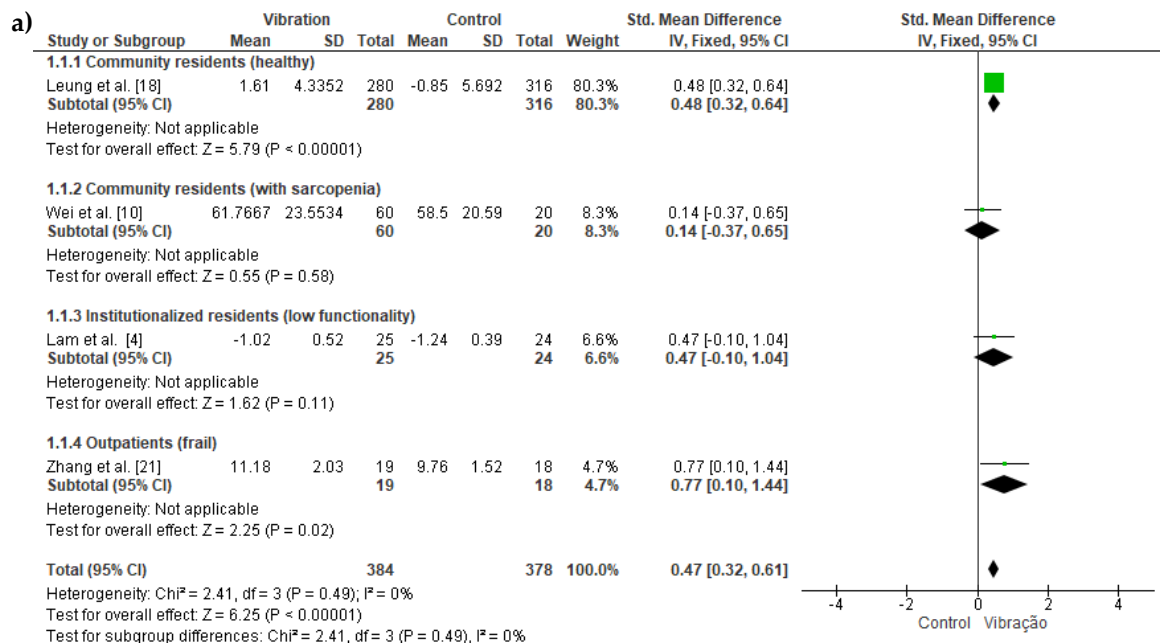 a)
Vibration Control Std. Mean Difference Std. Mean Difference
Study or Subgroup Mean SD Total Mean SD Total Weight IV, Fixed, 95% CI IV, Fixed, 95% CI
1.1.1 Community residents (healthy)
Leung et al. [18] 1.61 4.3352 280 -0.85 5.692 316 80.3% 0.48 [0.32, 0.64]
Subtotal (95% CI) 280 316 80.3% 0.48 [0.32, 0.64]
Heterogeneity: Not applicable
Test for overall effect: Z = 5.79 (P < 0.00001)
1.1.2 Community residents (with sarcopenia)
Wei et al. [10] 61.7667 23.5534 60 58.5 20.59 20 8.3% 0.14 [-0.37, 0.65]
Subtotal (95% CI) 60 20 8.3% 0.14 [-0.37, 0.65]
Heterogeneity: Not applicable
Test for overall effect: Z = 0.55 (P = 0.58)
1.1.3 Institutionalized residents (low functionality)
Lam et al. [4] -1.02 0.52 25 -1.24 0.39 24 6.6% 0.47 [-0.10, 1.04]
Subtotal (95% CI) 25 24 6.6% 0.47 [-0.10, 1.04]
Heterogeneity: Not applicable
Test for overall effect: Z = 1.62 (P = 0.11)
1.1.4 Outpatients (frail)
Zhang et al. [21] 11.18 2.03 19 9.76 1.52 18 4.7% 0.77 [0.10, 1.44]
Subtotal (95% CI) 19 18 4.7% 0.77 [0.10, 1.44]
Heterogeneity: Not applicable
Test for overall effect: Z = 2.25 (P = 0.02)
Total (95% CI) 384 378 100.0% 0.47 [0.32, 0.61]
Heterogeneity: Chi² = 2.41, df = 3 (P = 0.49); I² = 0%
Test for overall effect: Z = 6.25 (P < 0.00001)
Test for subgroup differences: Chi² = 2.41, df = 3 (P = 0.49), I² = 0%
-4 -2 0 2 4
Control Vibração